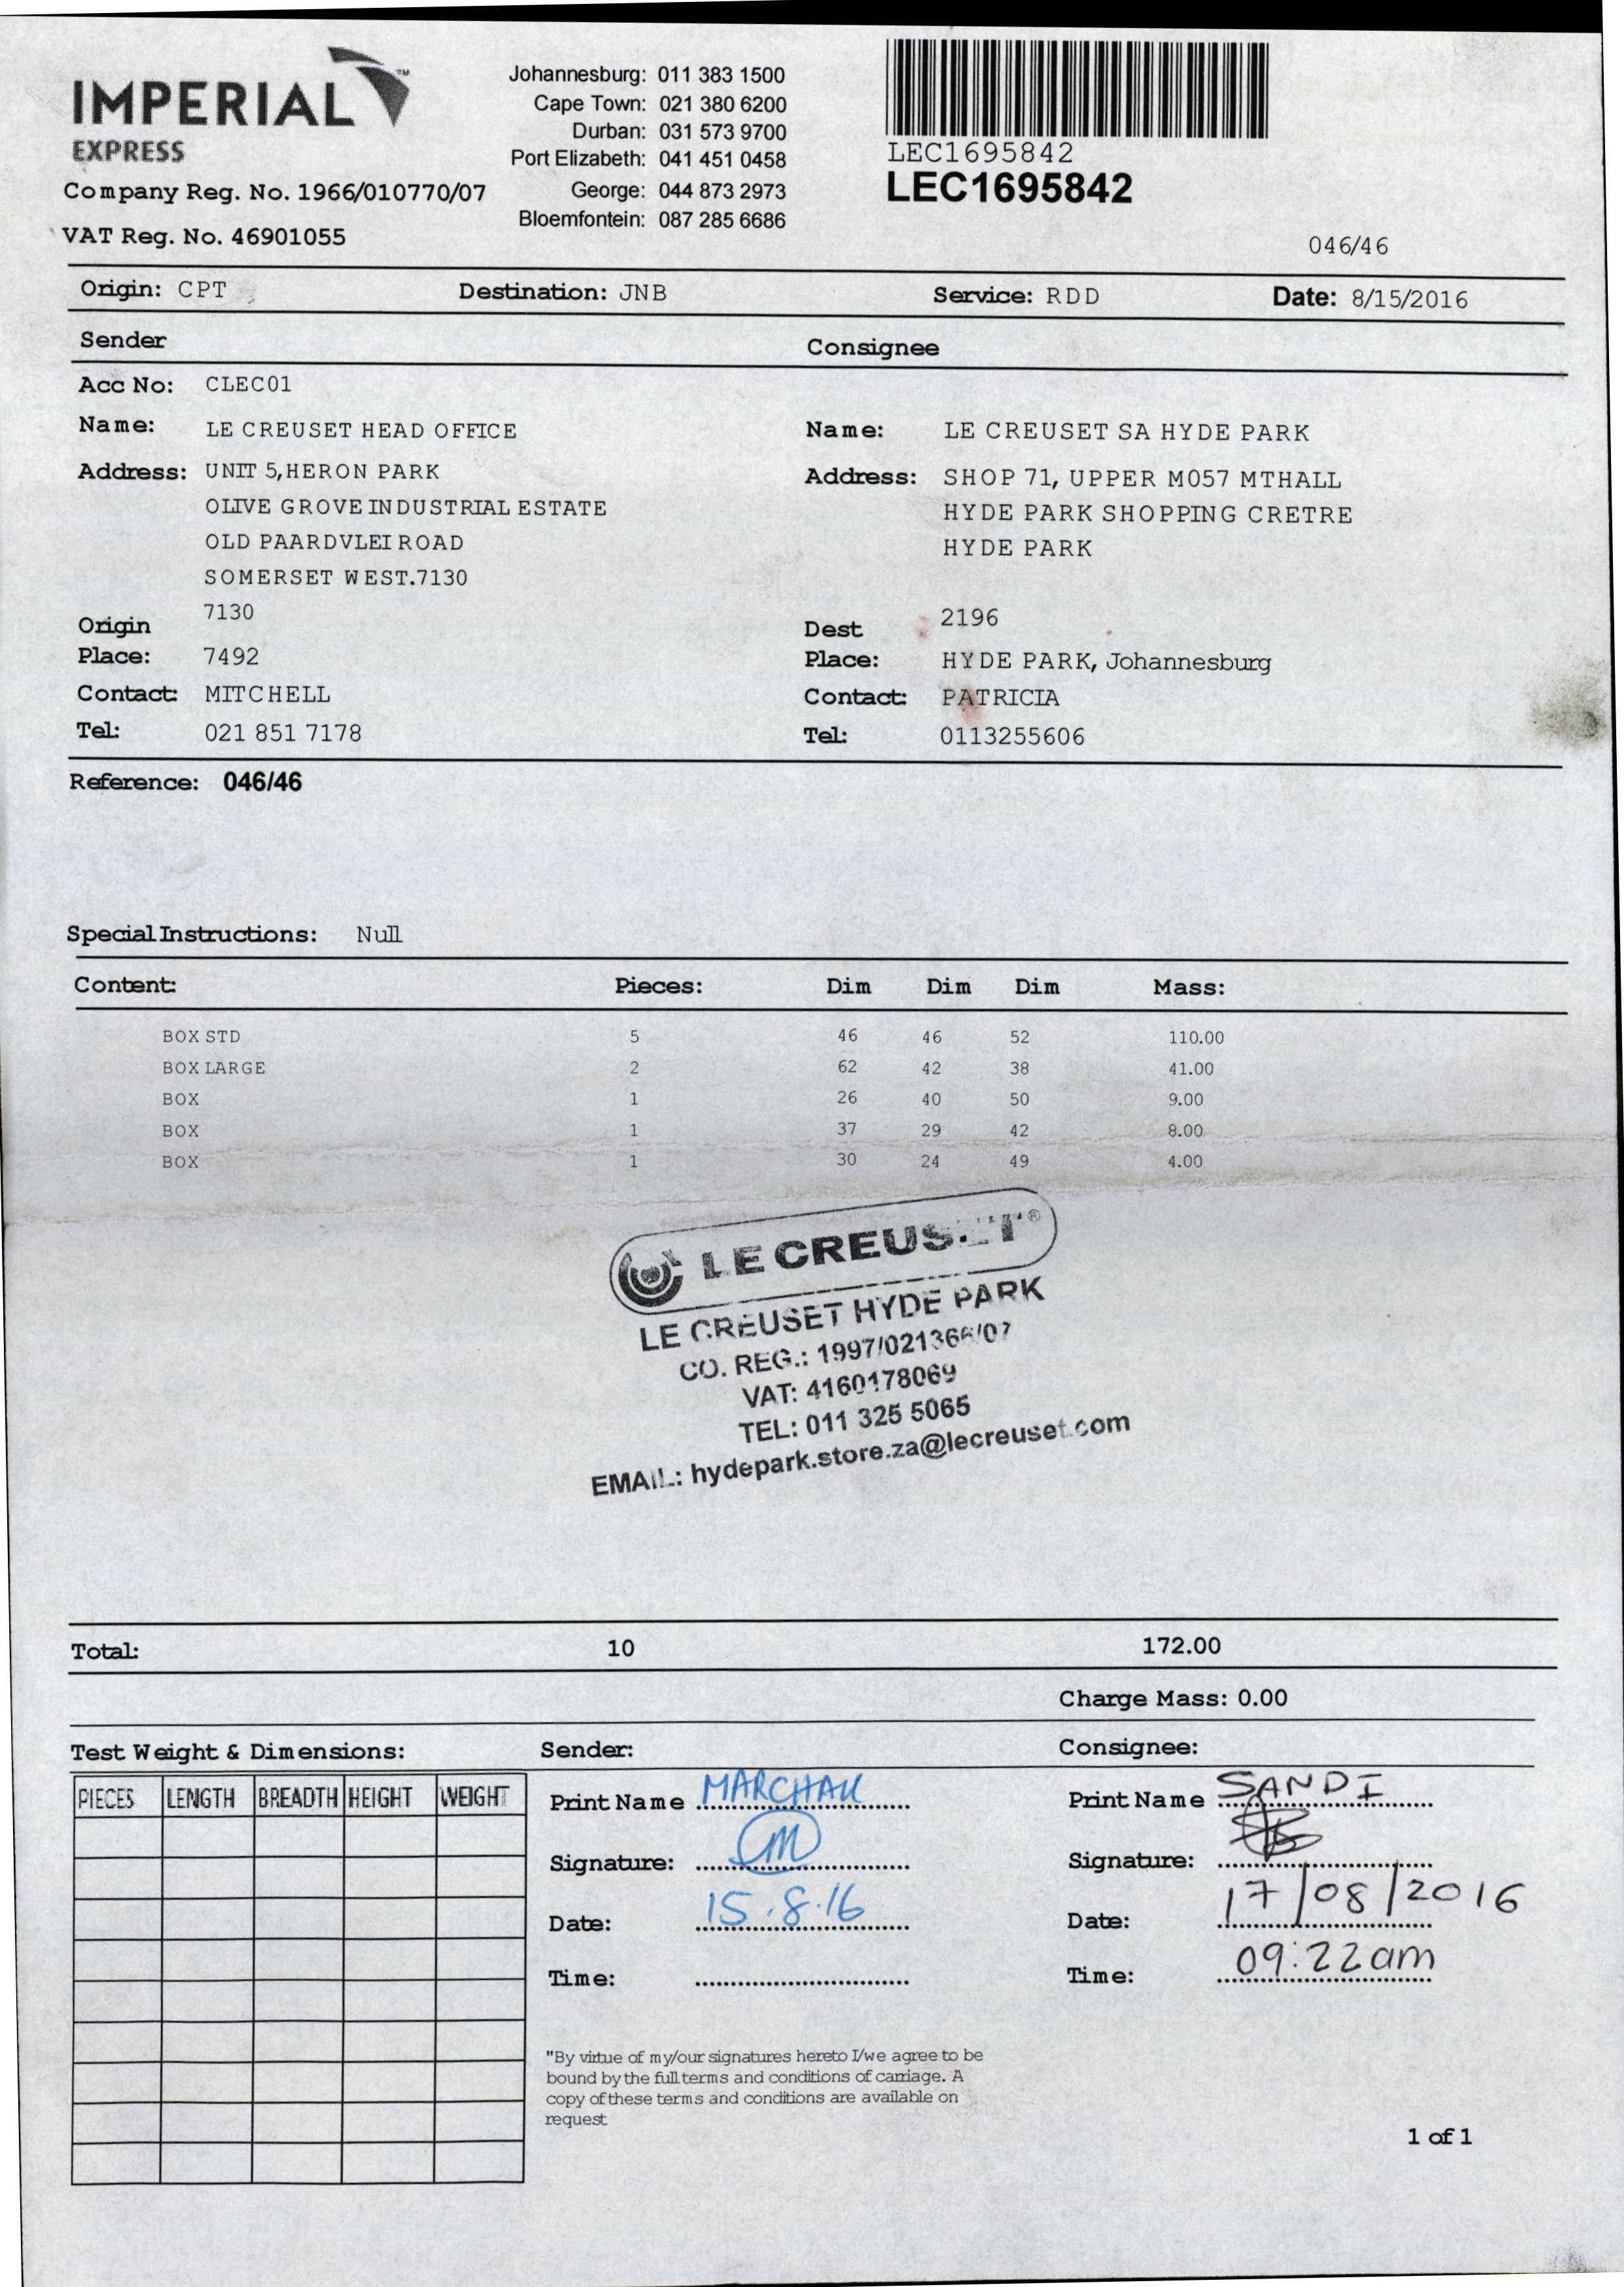 IMPERIAL™
EXPRESS
Company Reg. No. 1966/010770/07
VAT Reg. No. 46901055
Johannesburg: 011 383 1500
Cape Town: 021 380 6200
Durban: 031 573 9700
Port Elizabeth: 041 451 0458
George: 044 873 2973
Bloemfontein: 087 285 6686
LEC1695842
LEC1695842
046/46
Origin: CPT Destination: JNB Service: RDD Date: 8/15/2016
Sender Consignee
Acc No: CLEC01
Name: LE CREUSET HEAD OFFICE Name: LE CREUSET SA HYDE PARK
Address: UNIT 5,HERON PARK Address: SHOP 71, UPPER M057 MTHALL
OLIVE GROVE INDUSTRIAL ESTATE HYDE PARK SHOPPING CRETRE
OLD PAARDVLEI ROAD HYDE PARK
SOMERSET WEST.7130
Origin 7130 Dest 2196
Place: 7492 Place: HYDE PARK, Johannesburg
Contact: MITCHELL Contact: PATRICIA
Tel: 021 851 7178 Tel: 0113255606
Reference: 046/46
Special Instructions: Null
Content: Pieces: Dim Dim Dim Mass:
BOX STD 5 46 46 52 110.00
BOX LARGE 2 62 42 38 41.00
BOX 1 26 40 50 9.00
BOX 1 37 29 42 8.00
BOX 1 30 24 49 4.00
LE CREUSET®
LE CREUSET HYDE PARK
CO. REG.: 1997/021366/07
VAT: 4160178069
TEL: 011 325 5065
EMAIL: hydepark.store.za@lecreuset.com
Total: 10 172.00
Charge Mass: 0.00
Test Weight & Dimensions: Sender: Consignee:
PIECES LENGTH BREADTH HEIGHT WEIGHT
Print Name Print Name SANDI
Signature: Signature:
Date: 15.8.16 Date: 17/08/2016
Time: Time: 09:22am
"By virtue of my/our signatures hereto I/we agree to be
bound by the full terms and conditions of carriage. A
copy of these terms and conditions are available on
request
1 of 1